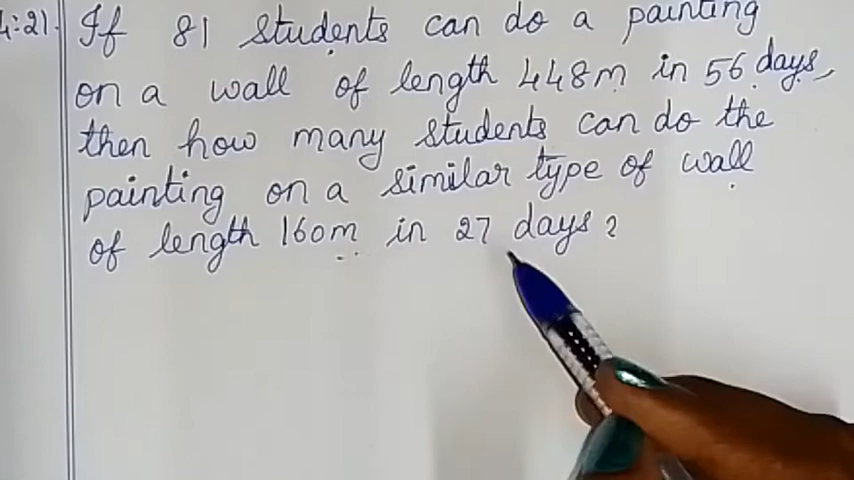 4:21. If 81 students can do a painting
on a wall of length 448m in 56 days,
then how many students can do the
painting on a similar type of wall
of length 160m in 27 days?